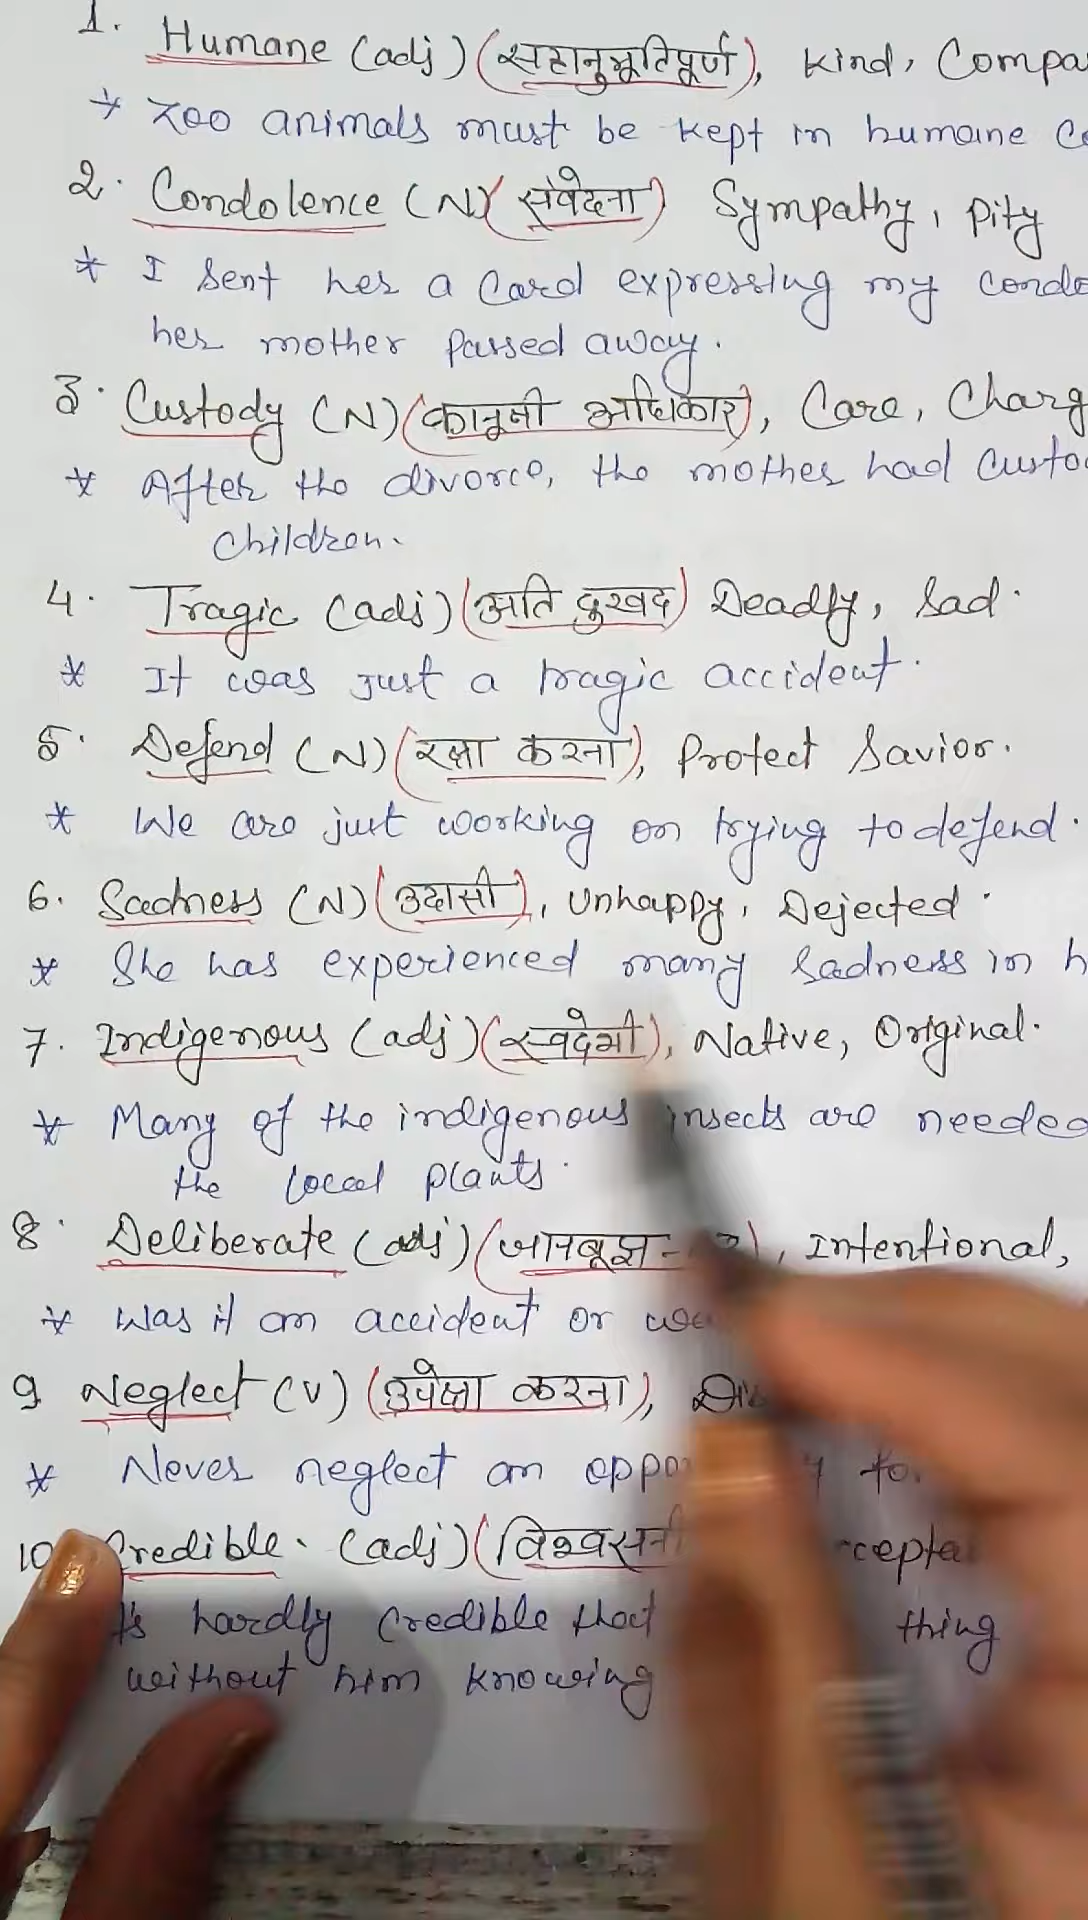 1. Humane (adj) (सहानुभूतिपूर्ण), Kind,
* Zoo animals must be kept in humane
2. Condolence (N) (संवेदना) Sympathy, Pity
* I sent her a card expressing my
her mother passed away.
3. Custody (N) (कानूनी अधिकार), Care,
* After the divorce, the mother had
children.
4. Tragic (adj) (अति दुखद) Deadly, Sad.
* It was just a tragic accident.
5. Defend (N) (रक्षा करना), Protect Savior.
* We are just working on trying to defend.
6. Sadness (N) (उदासी), Unhappy, Dejected.
* She has experienced many sadness in
7. Indigenous (adj) (स्वदेशी), Native, Original.
* Many of the indigenous insects are
the local plants.
8. Deliberate (adj) Intentional,
* Was it an accident or
9 Neglect (V) (उपेक्षा करना),
* Never neglect an
10 Credible. (adj)
hardly credible that thing
without him knowing